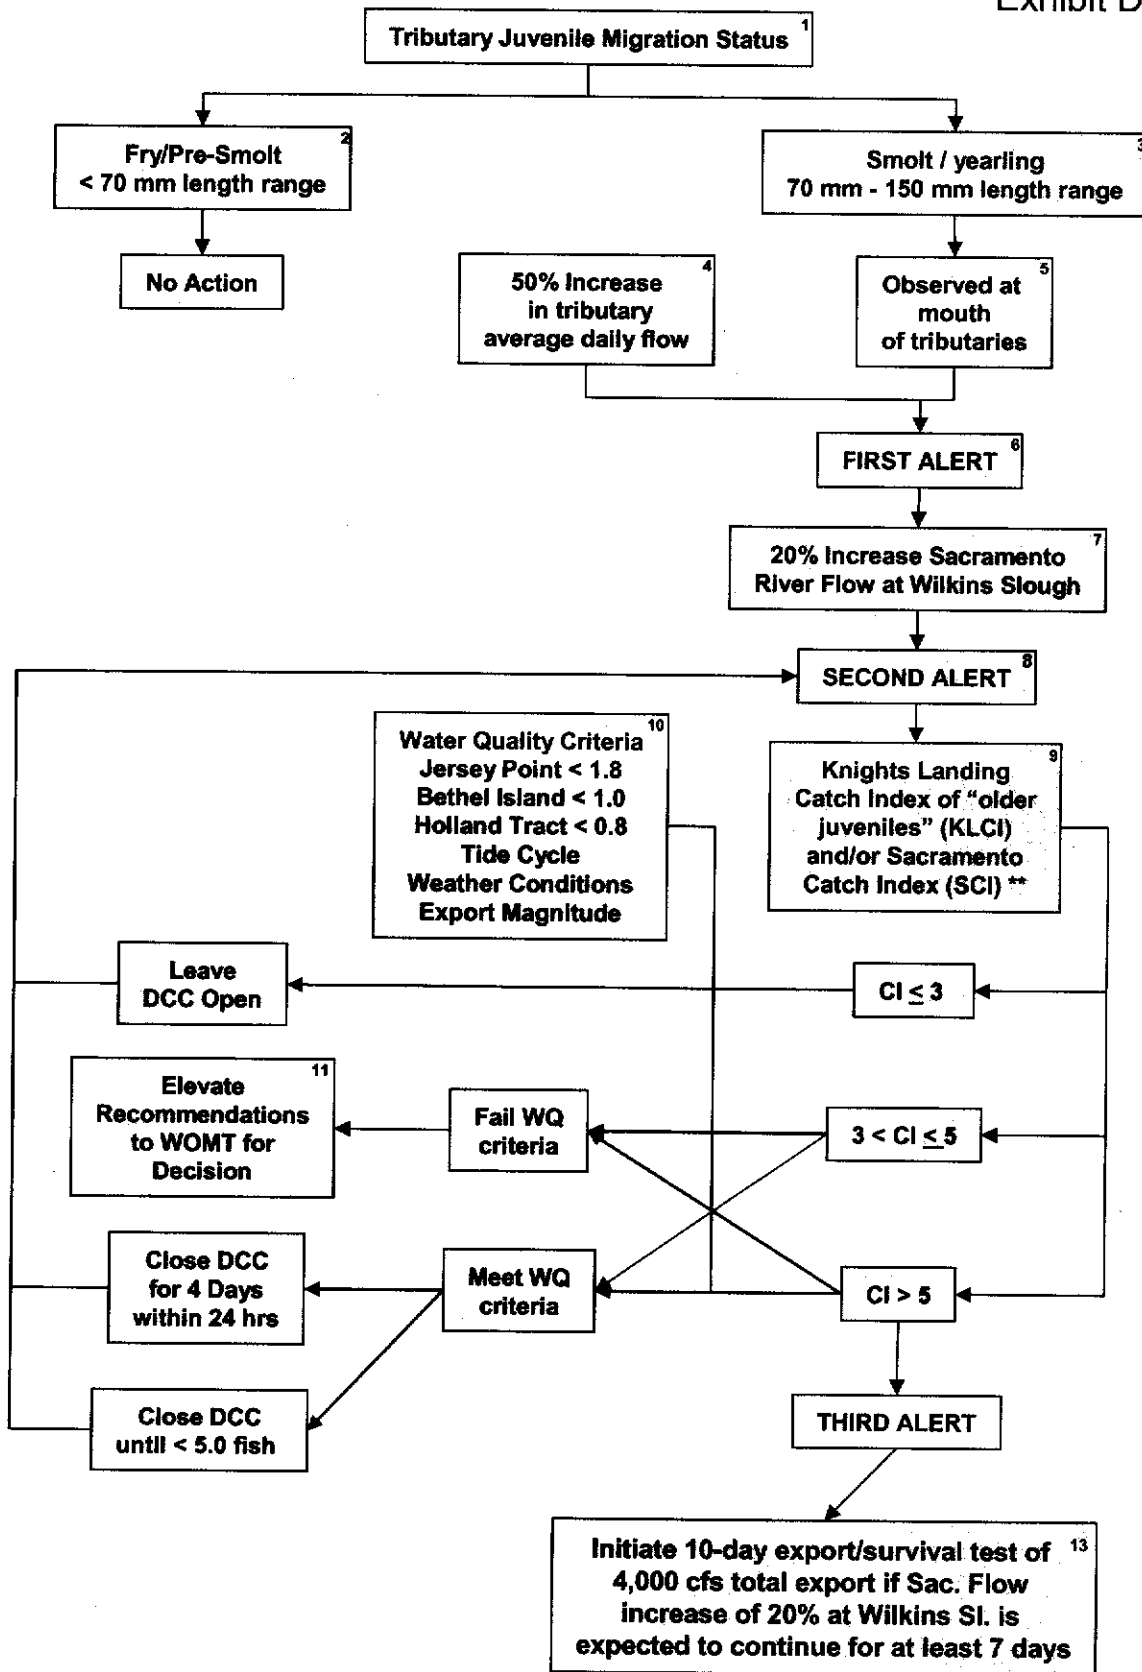 Exhibit D
Tributary Juvenile Migration Status 1
Fry/Pre-Smolt 2
< 70 mm length range
Smolt / yearling 3
70 mm - 150 mm length range
No Action
50% Increase 4
in tributary
average daily flow
Observed at 5
mouth
of tributaries
FIRST ALERT 6
20% Increase Sacramento 7
River Flow at Wilkins Slough
SECOND ALERT 8
Water Quality Criteria 10
Jersey Point < 1.8
Bethel Island < 1.0
Holland Tract < 0.8
Tide Cycle
Weather Conditions
Export Magnitude
Knights Landing 9
Catch Index of “older
juveniles” (KLCI)
and/or Sacramento
Catch Index (SCI) **
Leave
DCC Open
CI ≤ 3
Elevate 11
Recommendations
to WOMT for
Decision
Fail WQ
criteria
3 < CI ≤ 5
Close DCC
for 4 Days
within 24 hrs
Meet WQ
criteria
CI > 5
Close DCC
until < 5.0 fish
THIRD ALERT
Initiate 10-day export/survival test of 13
4,000 cfs total export if Sac. Flow
increase of 20% at Wilkins Sl. is
expected to continue for at least 7 days